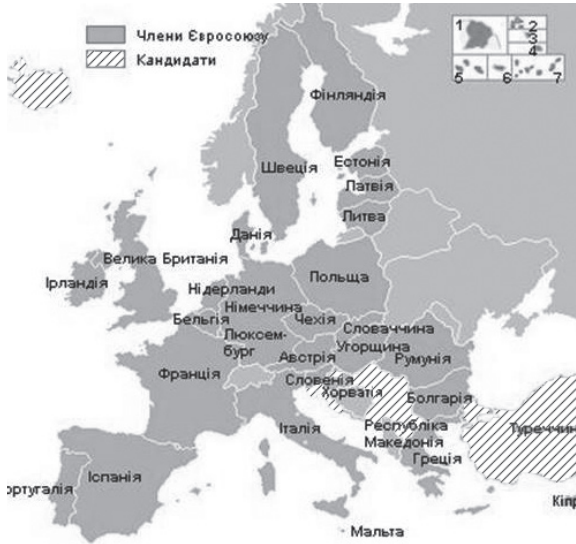 Члени Євросоюзу
Кандидати
1
2
3
4
5
6
7
Фінляндія
Швеція
Естонія
Латвія
Литва
Данія
Велика Британія
Ірландія
Нідерланди
Польща
Німеччина
Бельгія
Чехія
Люксем-
бург
Словаччина
Угорщина
Австрія
Румунія
Франція
Словенія
Хорватія
Болгарія
Італія
Республіка
Македонія
Туреччин
Греція
ортугалія
Іспанія
Кіпр
Мальта